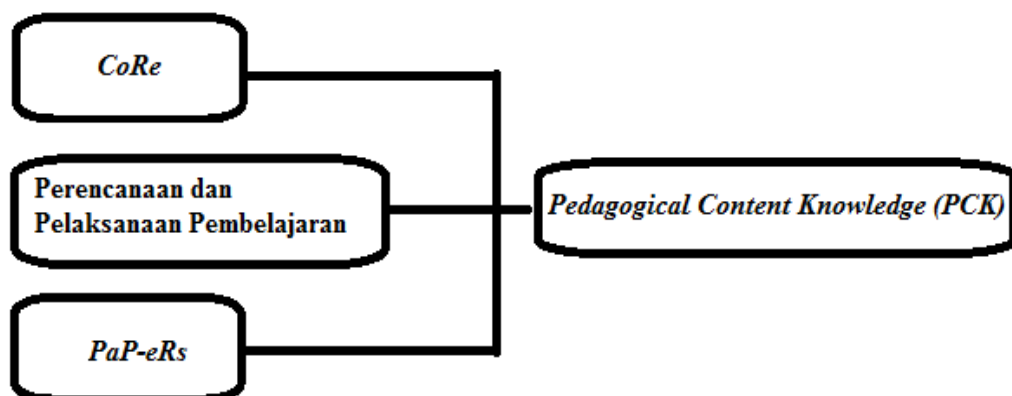 CoRe
Perencanaan dan
Pelaksanaan Pembelajaran
Pedagogical Content Knowledge (PCK)
PaP-eRs